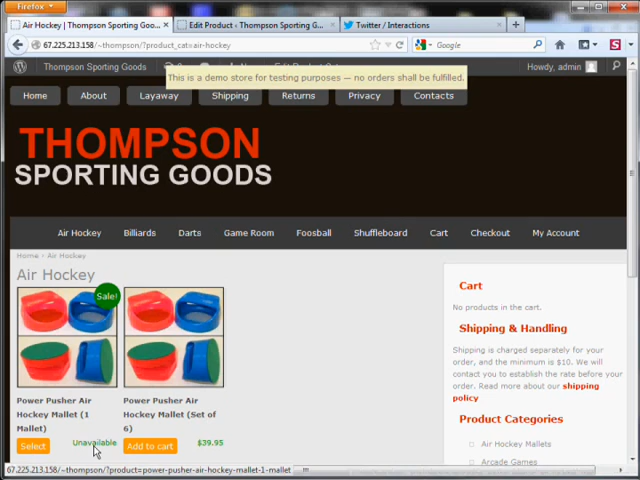 Firefox
Air Hockey | Thompson Sporting Goo...
Edit Product ‹ Thompson Sporting G...
Twitter / Interactions
67.225.213.158/~thompson/?product_cat=air-hockey
Google
Thompson Sporting Goods
Howdy, admin
This is a demo store for testing purposes — no orders shall be fulfilled.
Home
About
Layaway
Shipping
Returns
Privacy
Contacts
THOMPSON
SPORTING GOODS
Air Hockey
Billiards
Darts
Game Room
Foosball
Shuffleboard
Cart
Checkout
My Account
Home › Air Hockey
Air Hockey
Sale!
Power Pusher Air
Hockey Mallet (1
Mallet)
Select
Unavailable
Power Pusher Air
Hockey Mallet (Set of
6)
Add to cart
$39.95
Cart
No products in the cart.
Shipping & Handling
Shipping is charged separately for your
order, and the minimum is $10. We will
contact you to establish the rate before your
order. Read more about our shipping
policy
Product Categories
Air Hockey Mallets
Arcade Games
67.225.213.158/~thompson/?product=power-pusher-air-hockey-mallet-1-mallet